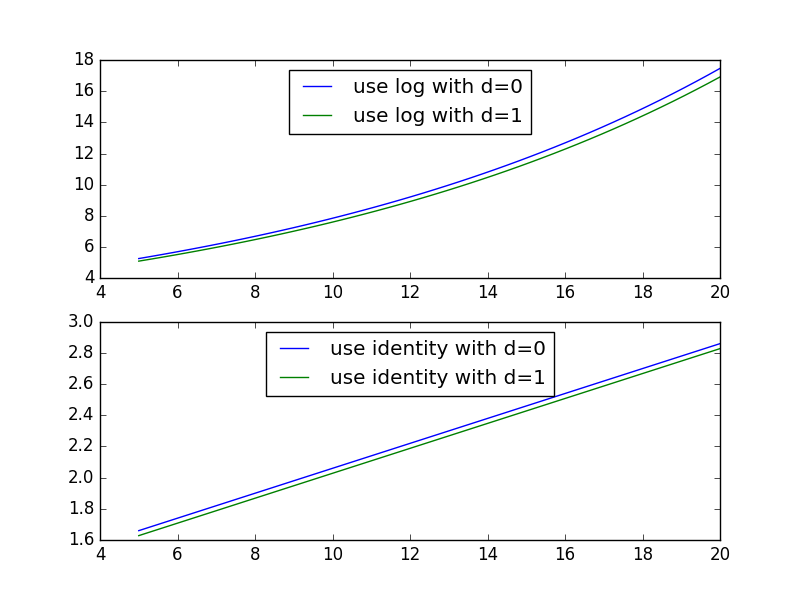 18
16
14
12
10
8
6
4
use log with d=0
use log with d=1
4 6 8 10 12 14 16 18 20
3.0
2.8
2.6
2.4
2.2
2.0
1.8
1.6
use identity with d=0
use identity with d=1
4 6 8 10 12 14 16 18 20